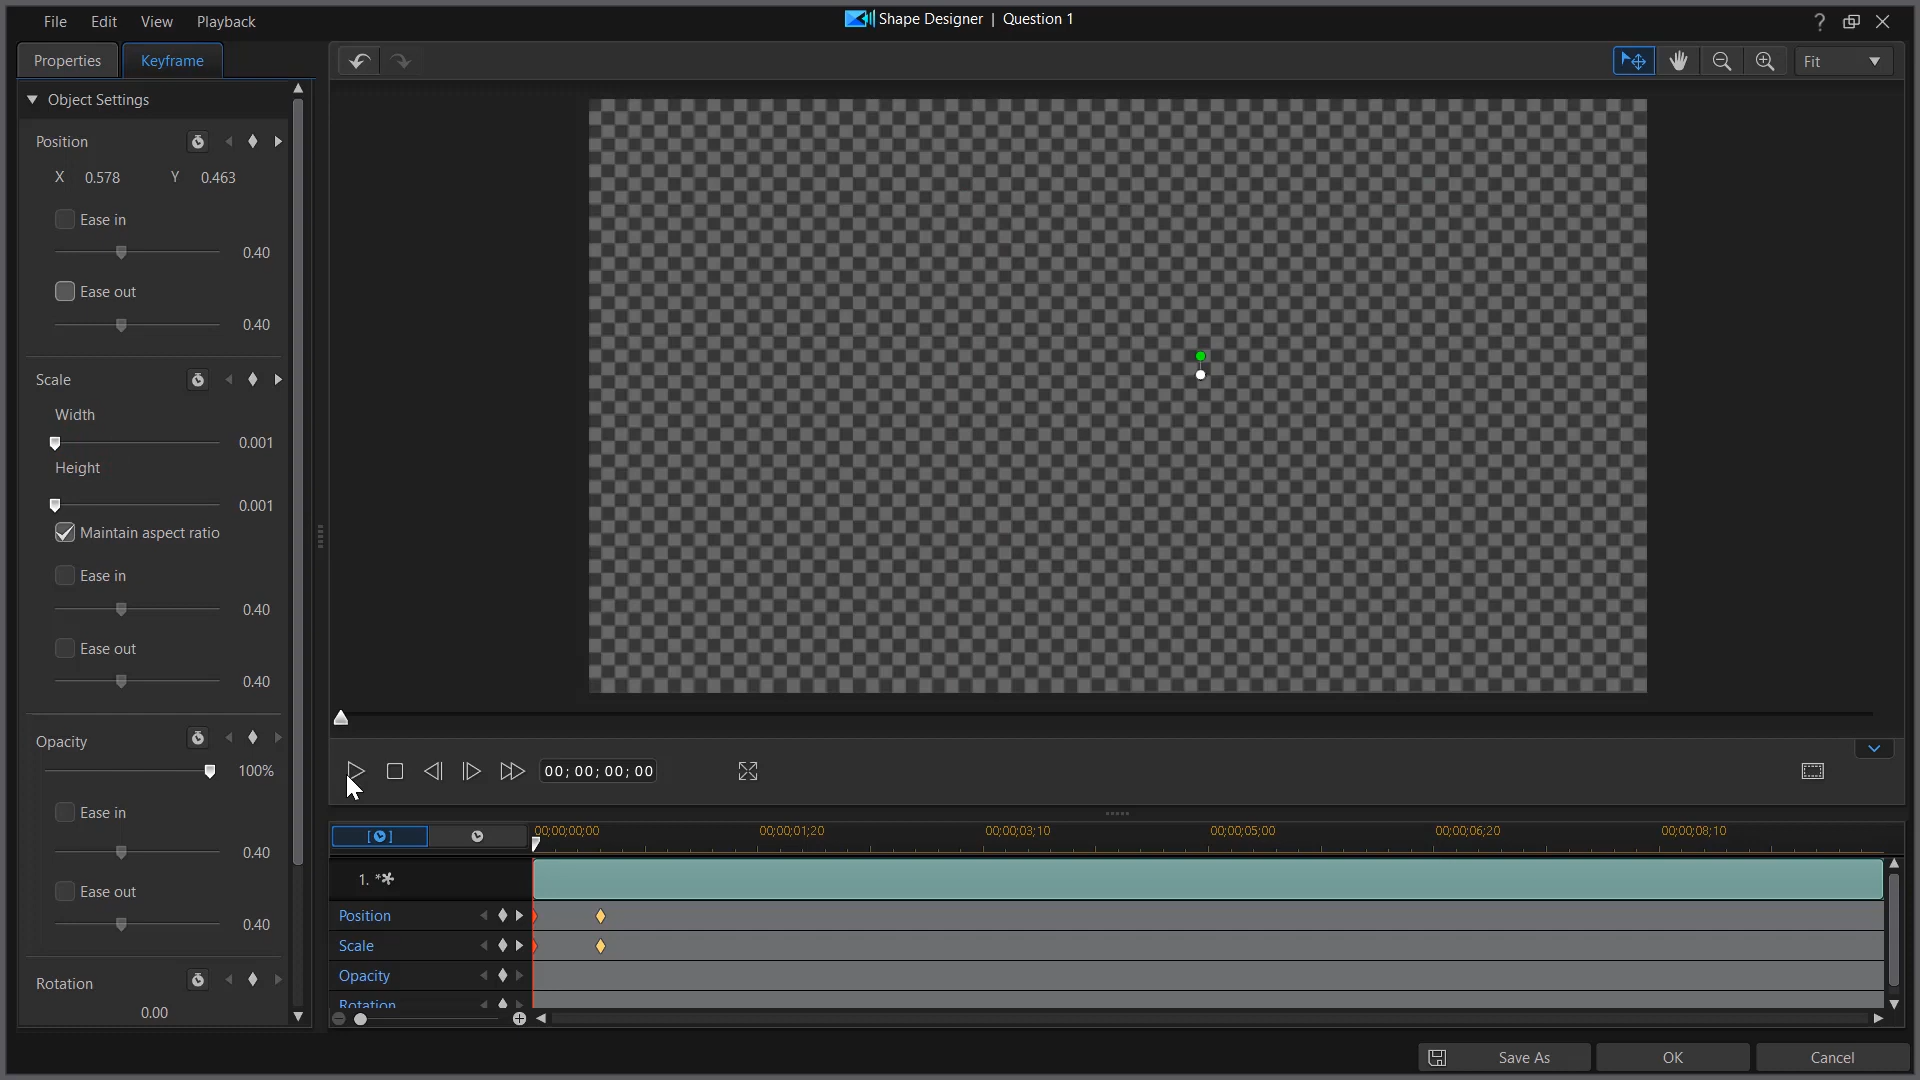 File Edit View Playback
Shape Designer | Question 1
Properties Keyframe
Fit
Object Settings
Position
X 0.578 Y 0.463
Ease in
0.40
Ease out
0.40
Scale
Width
0.001
Height
0.001
Maintain aspect ratio
Ease in
0.40
Ease out
0.40
Opacity
100%
Ease in
0.40
Ease out
0.40
Rotation
0.00
00; 00; 00; 00
00;00;00;00 00;00;01;20 00;00;03;10 00;00;05;00 00;00;06;20 00;00;08;10
1. *
Position
Scale
Opacity
Rotation
Save As OK Cancel